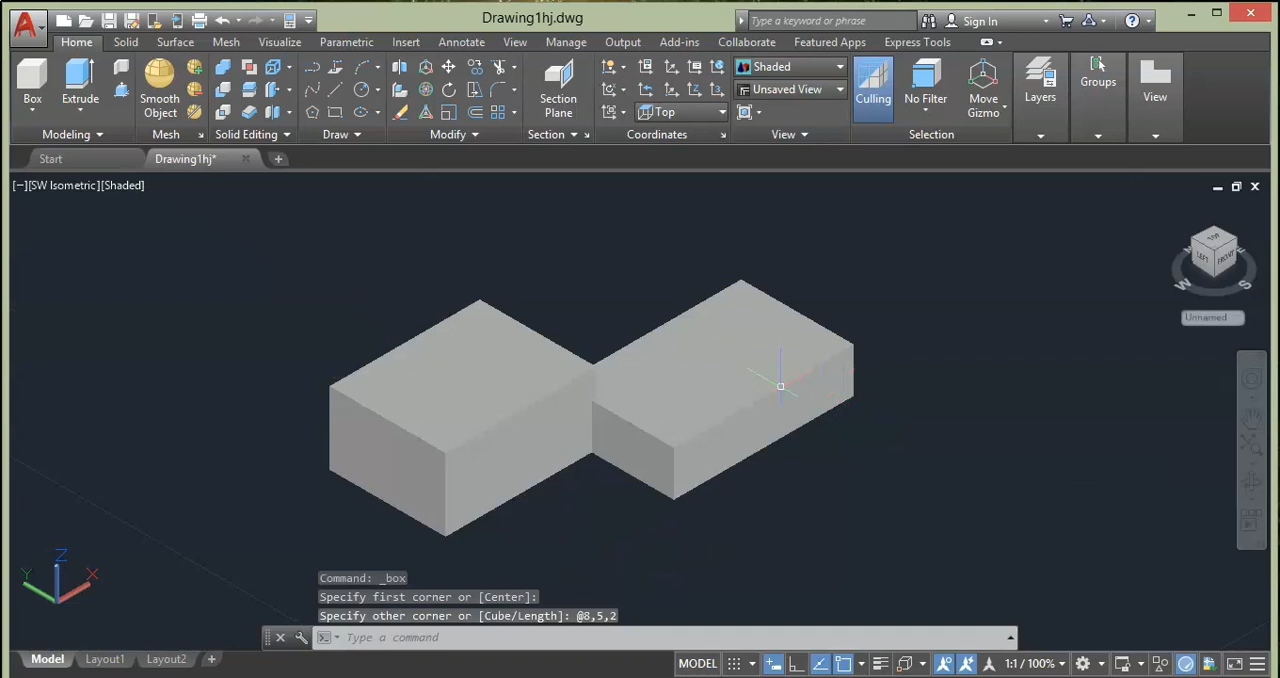 Drawing1hj.dwg
Type a keyword or phrase
Sign In
Home Solid Surface Mesh Visualize Parametric Insert Annotate View Manage Output Add-ins Collaborate Featured Apps Express Tools
Box
Extrude
Smooth Object
Section Plane
Shaded
Unsaved View
Top
Culling
No Filter
Move Gizmo
Layers
Groups
View
Modeling Mesh Solid Editing Draw Modify Section Coordinates View Selection
Start Drawing1hj*
[−][SW Isometric][Shaded]
TOP
LEFT
FRONT
W
S
Unnamed
Z
Y
X
Command: _box
Specify first corner or [Center]:
Specify other corner or [Cube/Length]: @8,5,2
Type a command
Model Layout1 Layout2
MODEL
1:1 / 100%